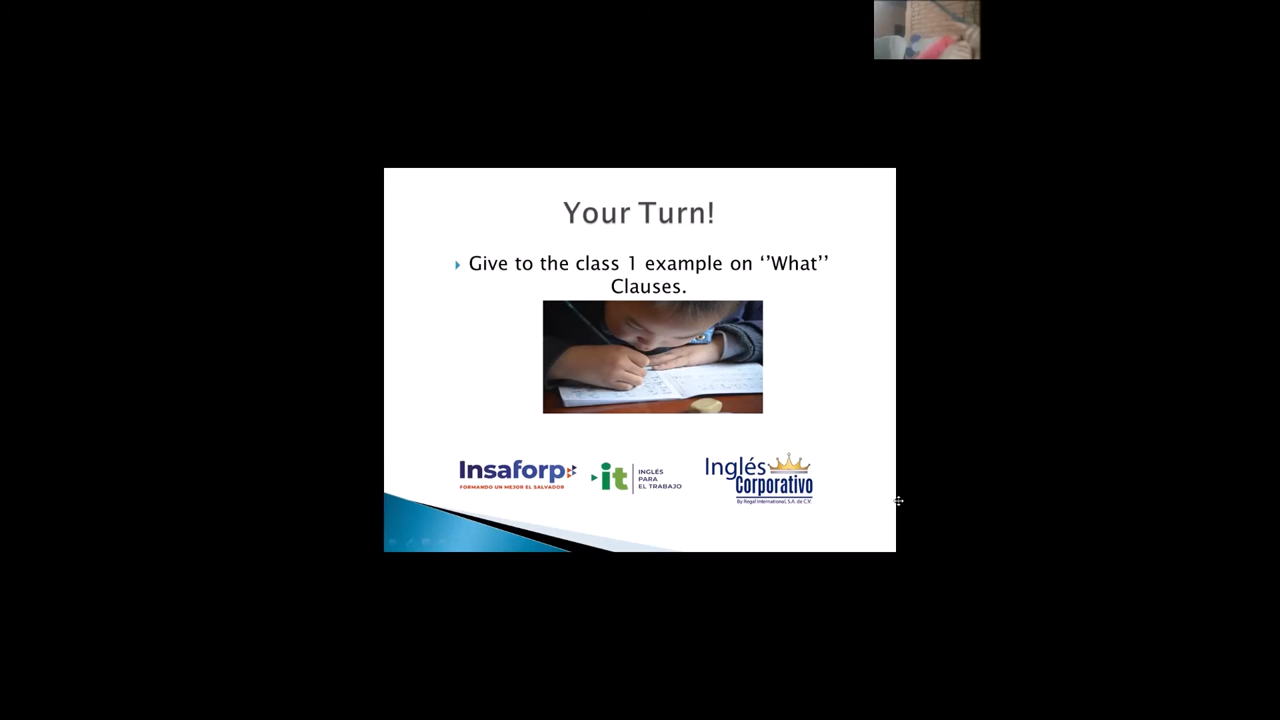 Your Turn!
Give to the class 1 example on ‘’What’’
Clauses.
Insaforp
FORMANDO UN MEJOR EL SALVADOR
it
INGLÉS
PARA
EL TRABAJO
Inglés
Corporativo
By Regal International, S.A. de C.V.